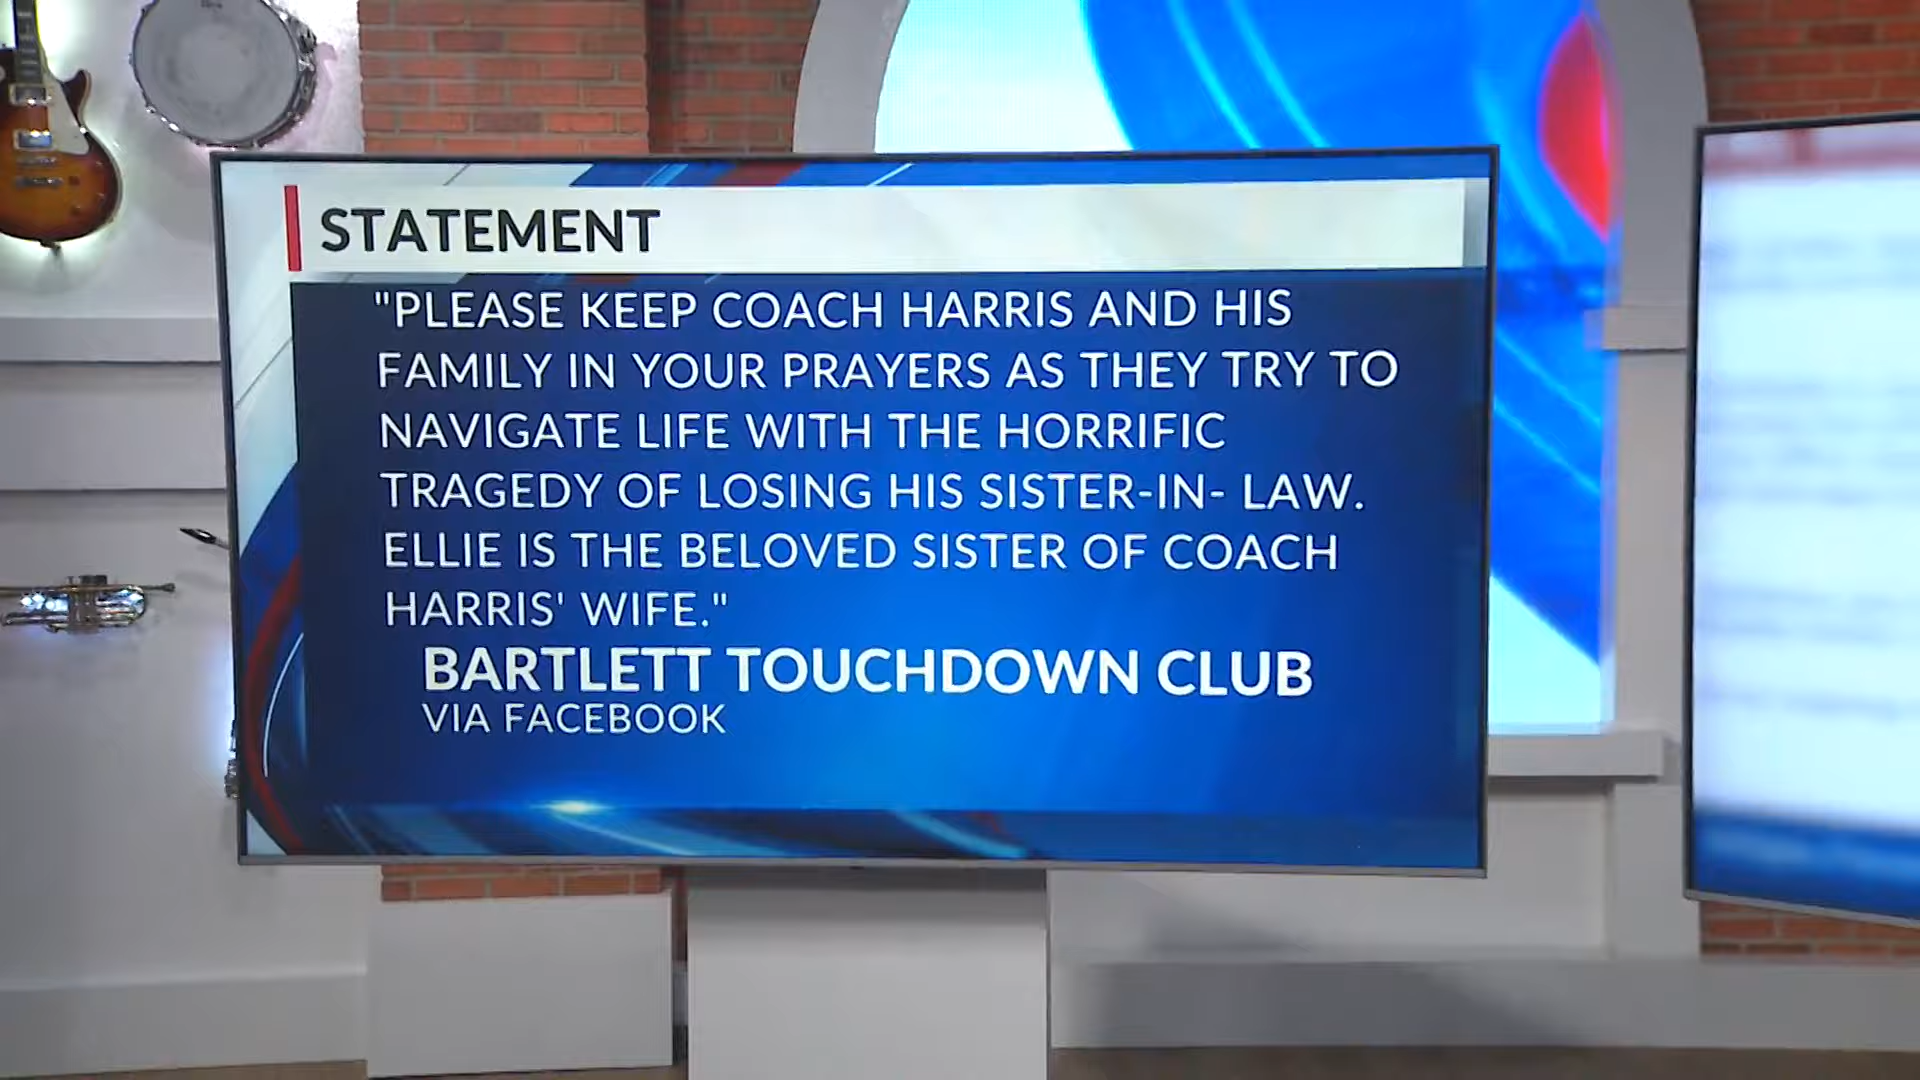 STATEMENT
"PLEASE KEEP COACH HARRIS AND HIS
FAMILY IN YOUR PRAYERS AS THEY TRY TO
NAVIGATE LIFE WITH THE HORRIFIC
TRAGEDY OF LOSING HIS SISTER-IN- LAW.
ELLIE IS THE BELOVED SISTER OF COACH
HARRIS' WIFE."
BARTLETT TOUCHDOWN CLUB
VIA FACEBOOK